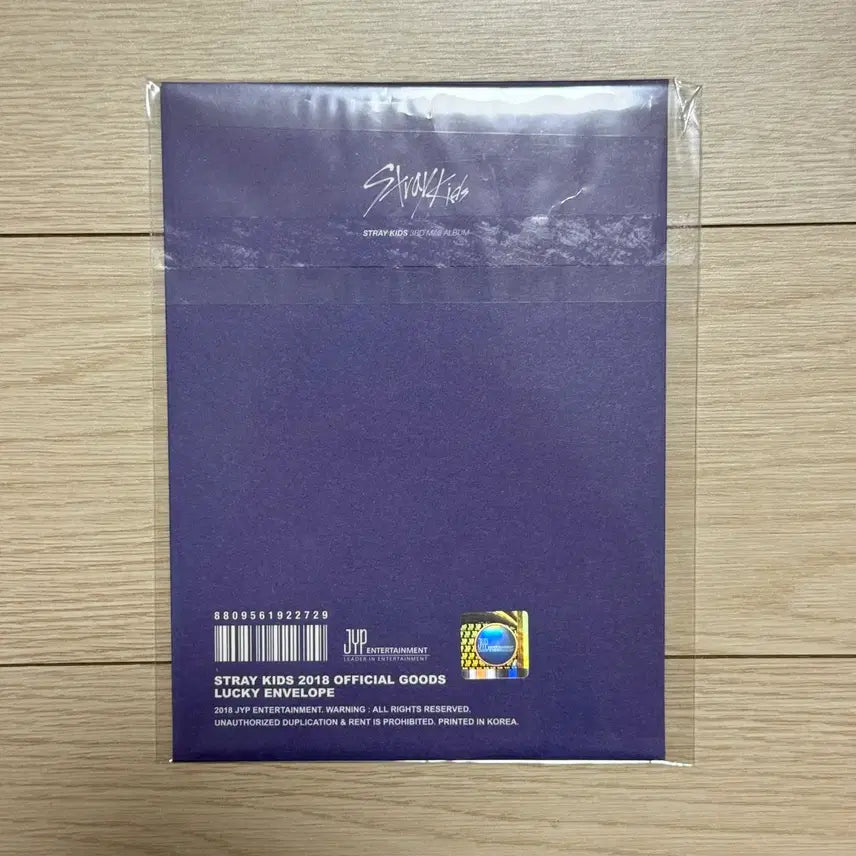 Stray Kids
STRAY KIDS 3RD MINI ALBUM
8809561922729
JYP ENTERTAINMENT
LEADER IN ENTERTAINMENT
JYP
STRAY KIDS 2018 OFFICIAL GOODS
LUCKY ENVELOPE
2018 JYP ENTERTAINMENT. WARNING : ALL RIGHTS RESERVED.
UNAUTHORIZED DUPLICATION & RENT IS PROHIBITED. PRINTED IN KOREA.